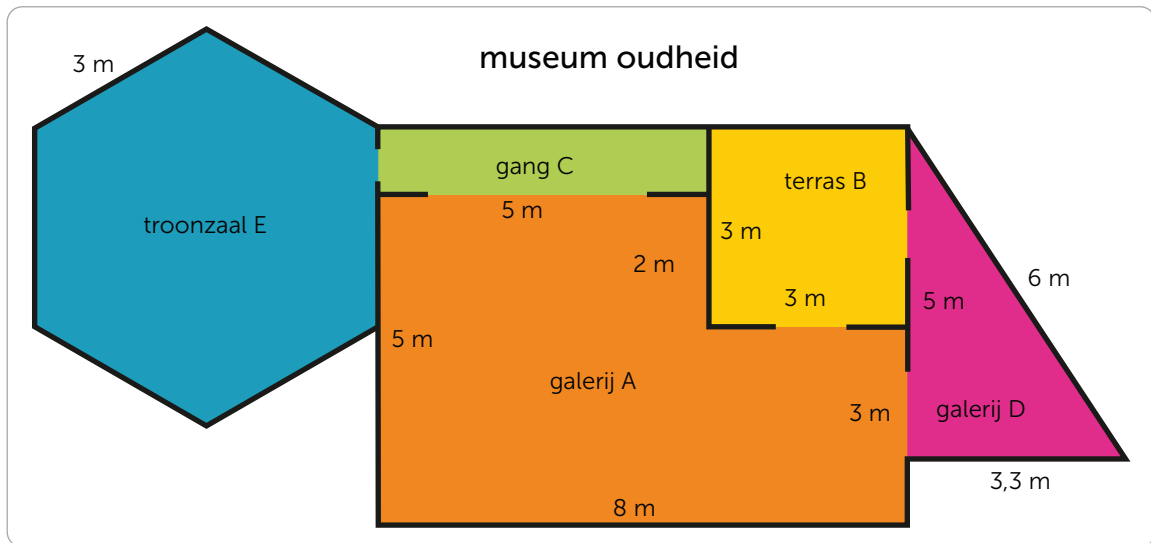 museum oudheid
3 m
gang C
terras B
troonzaal E
5 m
3 m
2 m
3 m
6 m
5 m
5 m
galerij A
3 m
galerij D
3,3 m
8 m